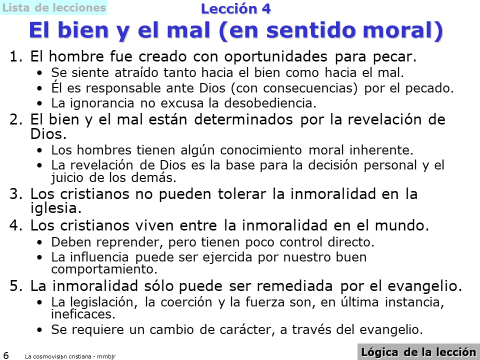 Lista de lecciones
Lección 4
El bien y el mal (en sentido moral)
1. El hombre fue creado con oportunidades para pecar.
• Se siente atraído tanto hacia el bien como hacia el mal.
• Él es responsable ante Dios (con consecuencias) por el pecado.
• La ignorancia no excusa la desobediencia.
2. El bien y el mal están determinados por la revelación de
Dios.
• Los hombres tienen algún conocimiento moral inherente.
• La revelación de Dios es la base para la decisión personal y el
juicio de los demás.
3. Los cristianos no pueden tolerar la inmoralidad en la
iglesia.
4. Los cristianos viven entre la inmoralidad en el mundo.
• Deben reprender, pero tienen poco control directo.
• La influencia puede ser ejercida por nuestro buen
comportamiento.
5. La inmoralidad sólo puede ser remediada por el evangelio.
• La legislación, la coerción y la fuerza son, en última instancia,
ineficaces.
• Se requiere un cambio de carácter, a través del evangelio.
6
La cosmovisión cristiana - mmbjr
Lógica de la lección